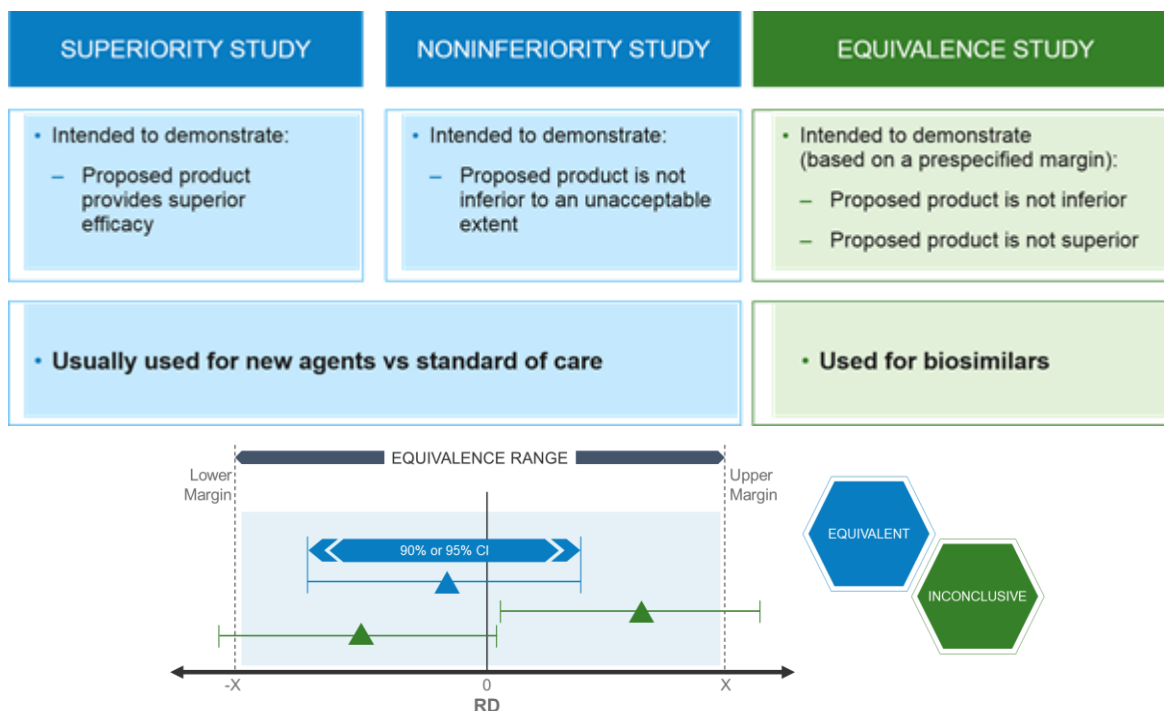 SUPERIORITY STUDY
NONINFERIORITY STUDY
EQUIVALENCE STUDY
• Intended to demonstrate:
– Proposed product
provides superior
efficacy
• Intended to demonstrate:
– Proposed product is not
inferior to an unacceptable
extent
• Intended to demonstrate
(based on a prespecified margin):
– Proposed product is not inferior
– Proposed product is not superior
• Usually used for new agents vs standard of care
• Used for biosimilars
EQUIVALENCE RANGE
Lower
Margin
Upper
Margin
90% or 95% CI
EQUIVALENT
INCONCLUSIVE
-X
0
X
RD